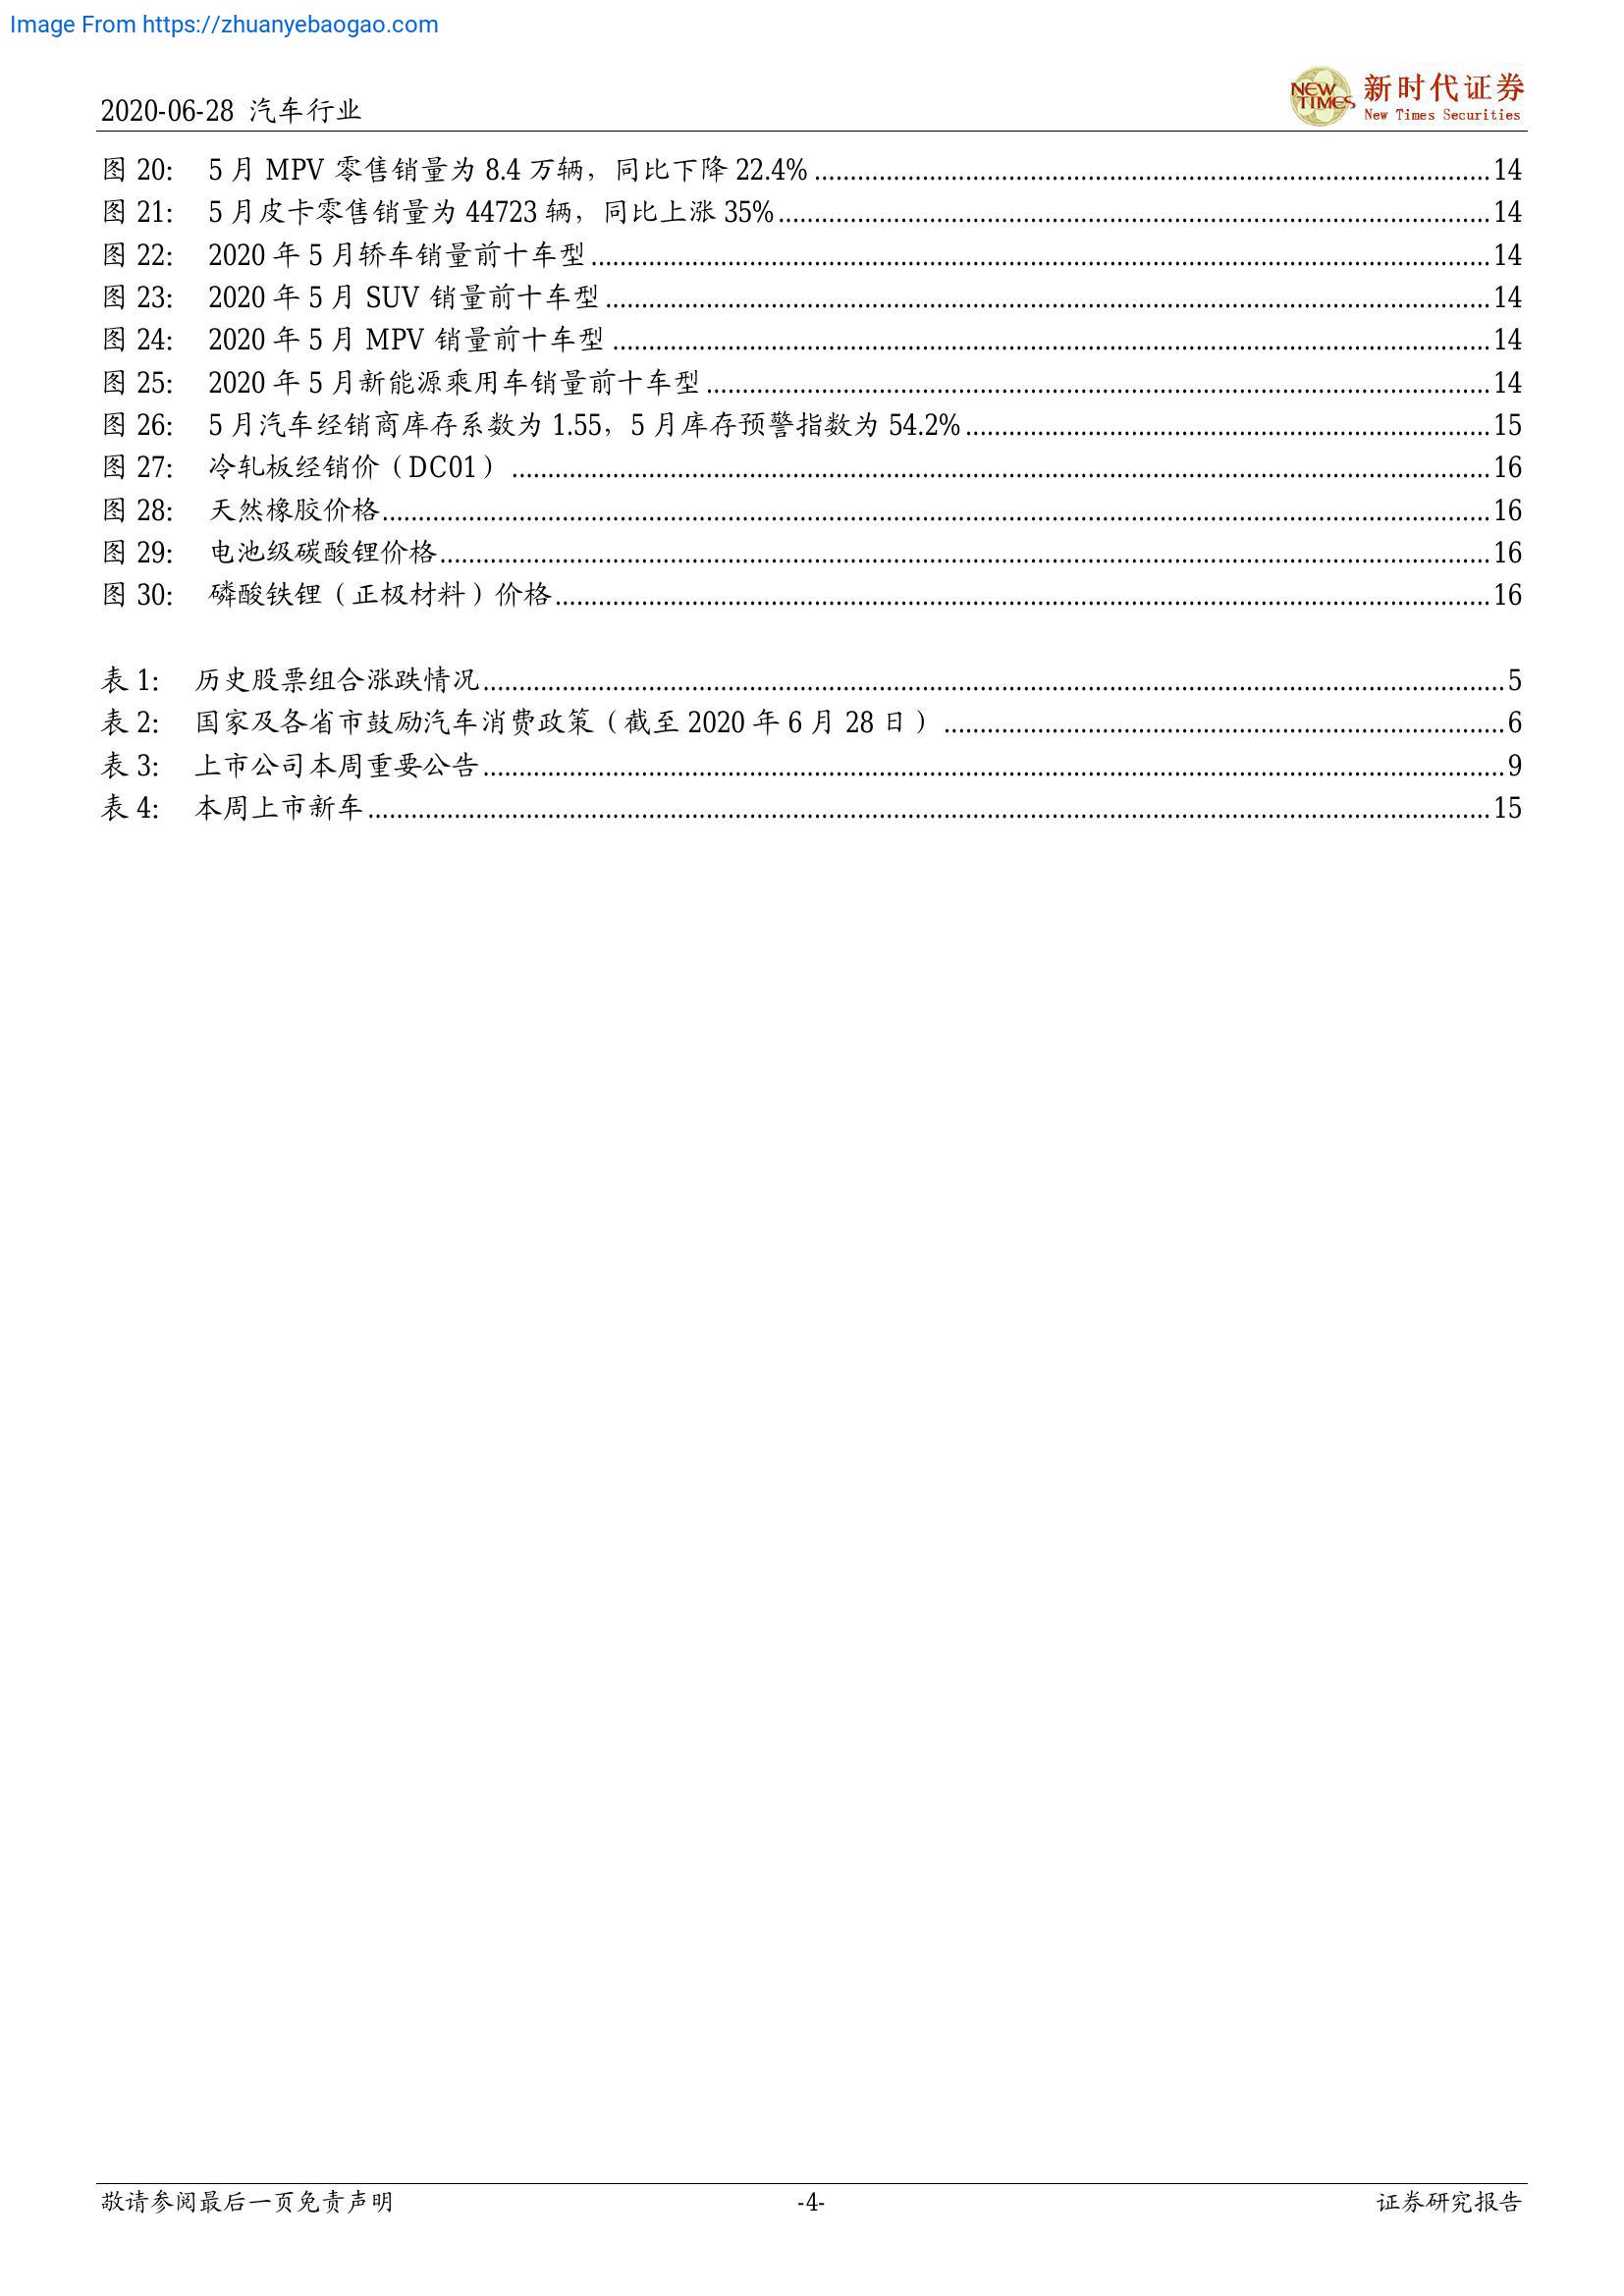 Image From https://zhuanyebaogao.com
2020-06-28 汽车行业
NEW TIMES 新时代证券
New Times Securities
图 20: 5 月 MPV 零售销量为 8.4 万辆，同比下降 22.4% 14
图 21: 5 月皮卡零售销量为 44723 辆，同比上涨 35% 14
图 22: 2020 年 5 月轿车销量前十车型 14
图 23: 2020 年 5 月 SUV 销量前十车型 14
图 24: 2020 年 5 月 MPV 销量前十车型 14
图 25: 2020 年 5 月新能源乘用车销量前十车型 14
图 26: 5 月汽车经销商库存系数为 1.55，5 月库存预警指数为 54.2% 15
图 27: 冷轧板经销价（DC01） 16
图 28: 天然橡胶价格 16
图 29: 电池级碳酸锂价格 16
图 30: 磷酸铁锂（正极材料）价格 16
表 1: 历史股票组合涨跌情况 5
表 2: 国家及各省市鼓励汽车消费政策（截至 2020 年 6 月 28 日） 6
表 3: 上市公司本周重要公告 9
表 4: 本周上市新车 15
敬请参阅最后一页免责声明 -4- 证券研究报告